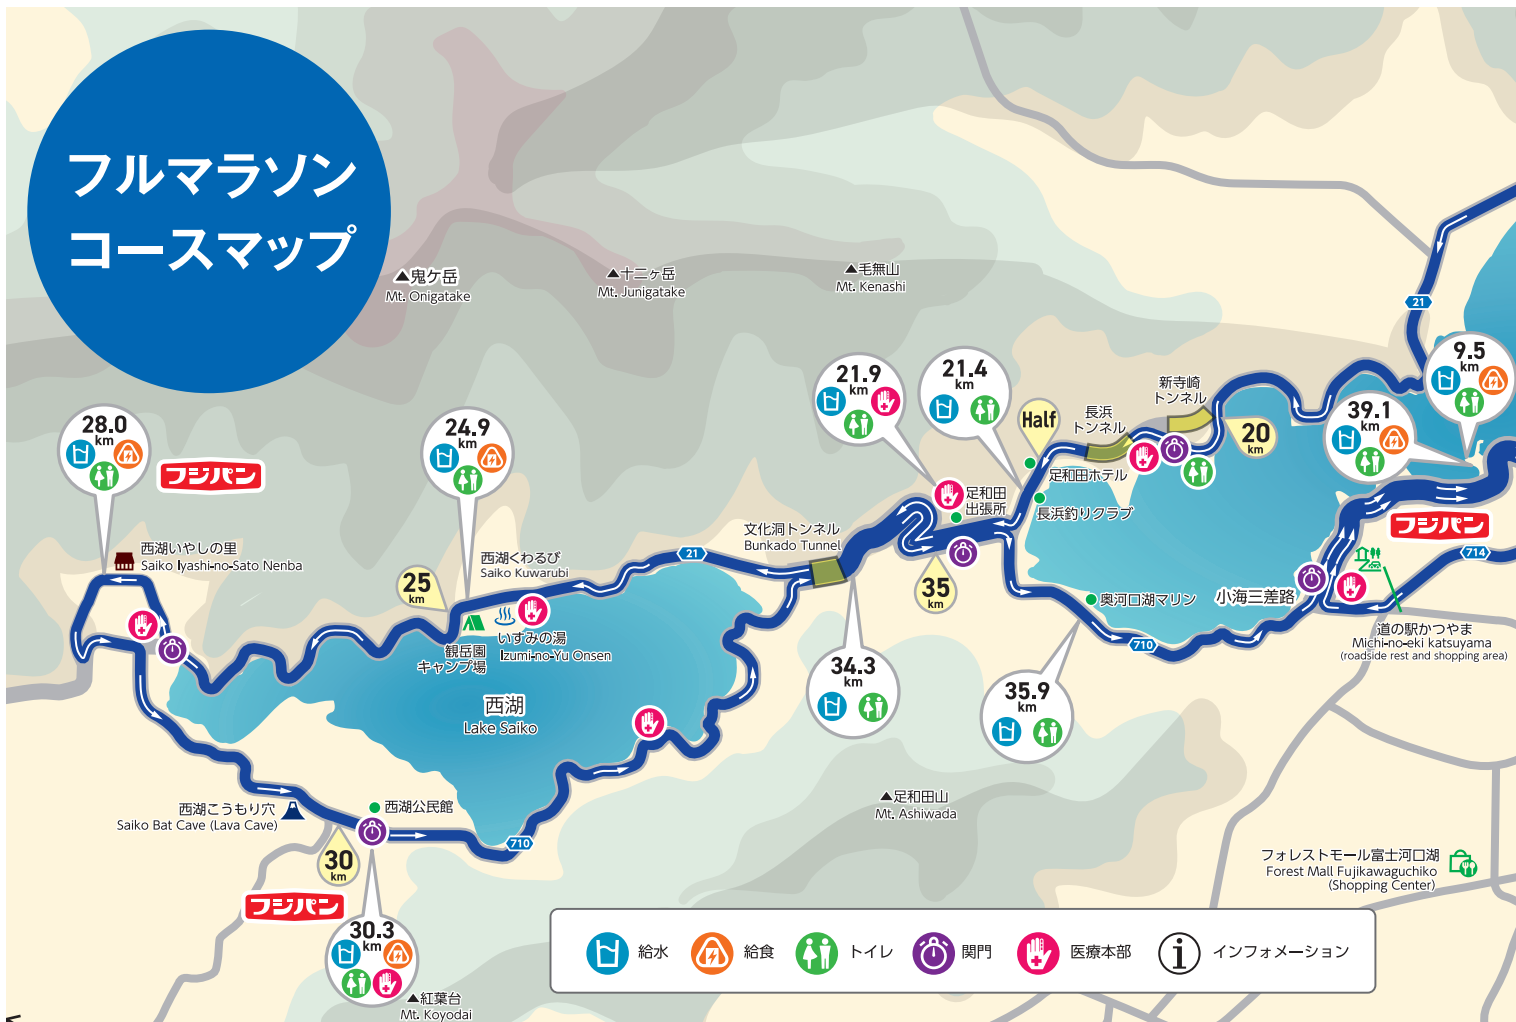 フルマラソン
コースマップ
▲鬼ケ岳
Mt. Onigatake
▲十二ヶ岳
Mt. Junigatake
▲毛無山
Mt. Kenashi
21
9.5
km
39.1
km
新寺崎
トンネル
20
km
長浜
トンネル
Half
21.4
km
21.9
km
足和田ホテル
長浜釣りクラブ
足和田
出張所
フジパン
714
小海三差路
道の駅かつやま
Michi-no-eki katsuyama
(roadside rest and shopping area)
奥河口湖マリン
710
35
km
文化洞トンネル
Bunkado Tunnel
21
24.9
km
28.0
km
フジパン
西湖いやしの里
Saiko Iyashi-no-Sato Nenba
西湖くわるび
Saiko Kuwarubi
25
km
いずみの湯
Izumi-no-Yu Onsen
観岳園
キャンプ場
西湖
Lake Saiko
34.3
km
35.9
km
▲足和田山
Mt. Ashiwada
西湖こうもり穴
Saiko Bat Cave (Lava Cave)
西湖公民館
710
30
km
フジパン
30.3
km
▲紅葉台
Mt. Koyodai
フォレストモール富士河口湖
Forest Mall Fujikawaguchiko
(Shopping Center)
給水
給食
トイレ
関門
医療本部
インフォメーション